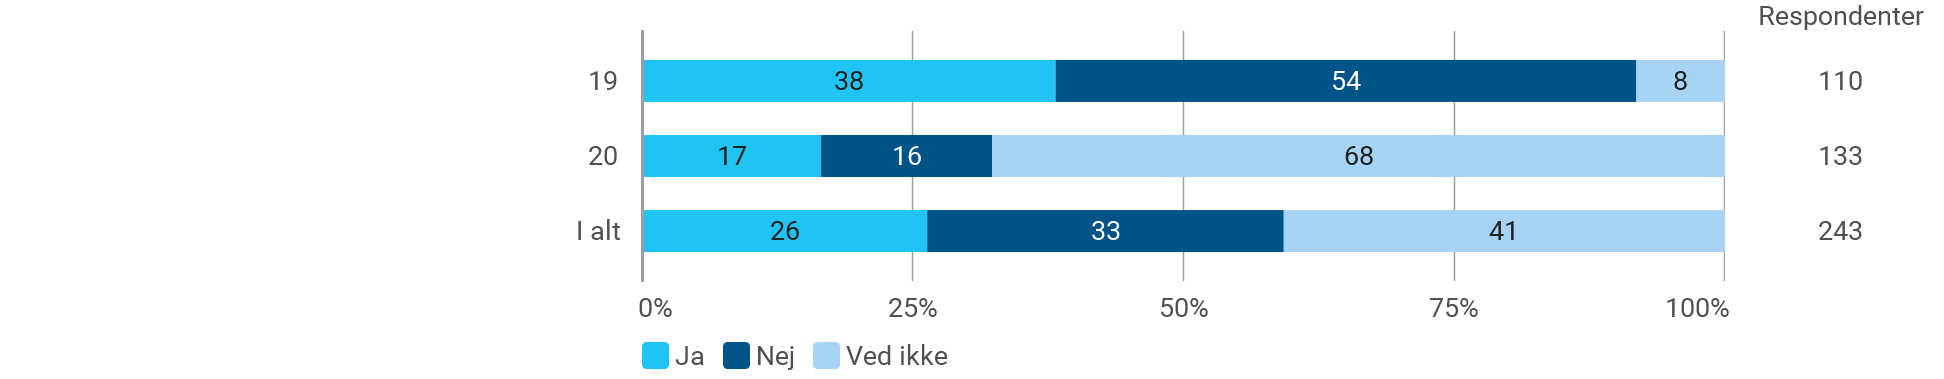 Respondenter
19 38 54 8 110
20 17 16 68 133
I alt 26 33 41 243
0% 25% 50% 75% 100%
Ja Nej Ved ikke